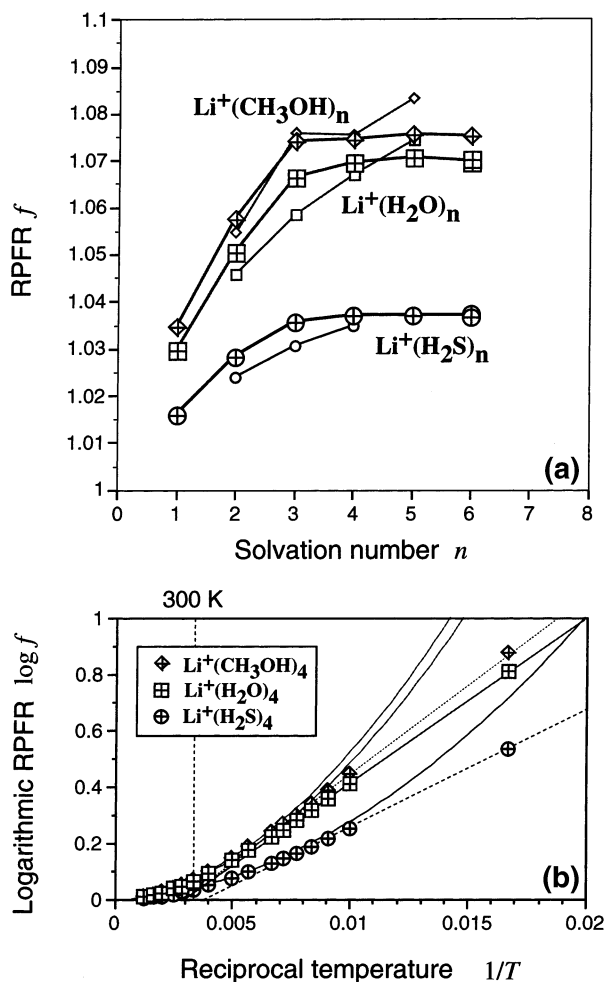 1.1
1.09
1.08
1.07
1.06
1.05
1.04
1.03
1.02
1.01
1
RPFR f
Li⁺(CH₃OH)ₙ
Li⁺(H₂O)ₙ
Li⁺(H₂S)ₙ
(a)
0 1 2 3 4 5 6 7 8
Solvation number n
300 K
1
0.8
0.6
0.4
0.2
0
Logarithmic RPFR log f
Li⁺(CH₃OH)₄
Li⁺(H₂O)₄
Li⁺(H₂S)₄
(b)
0 0.005 0.01 0.015 0.02
Reciprocal temperature 1/T